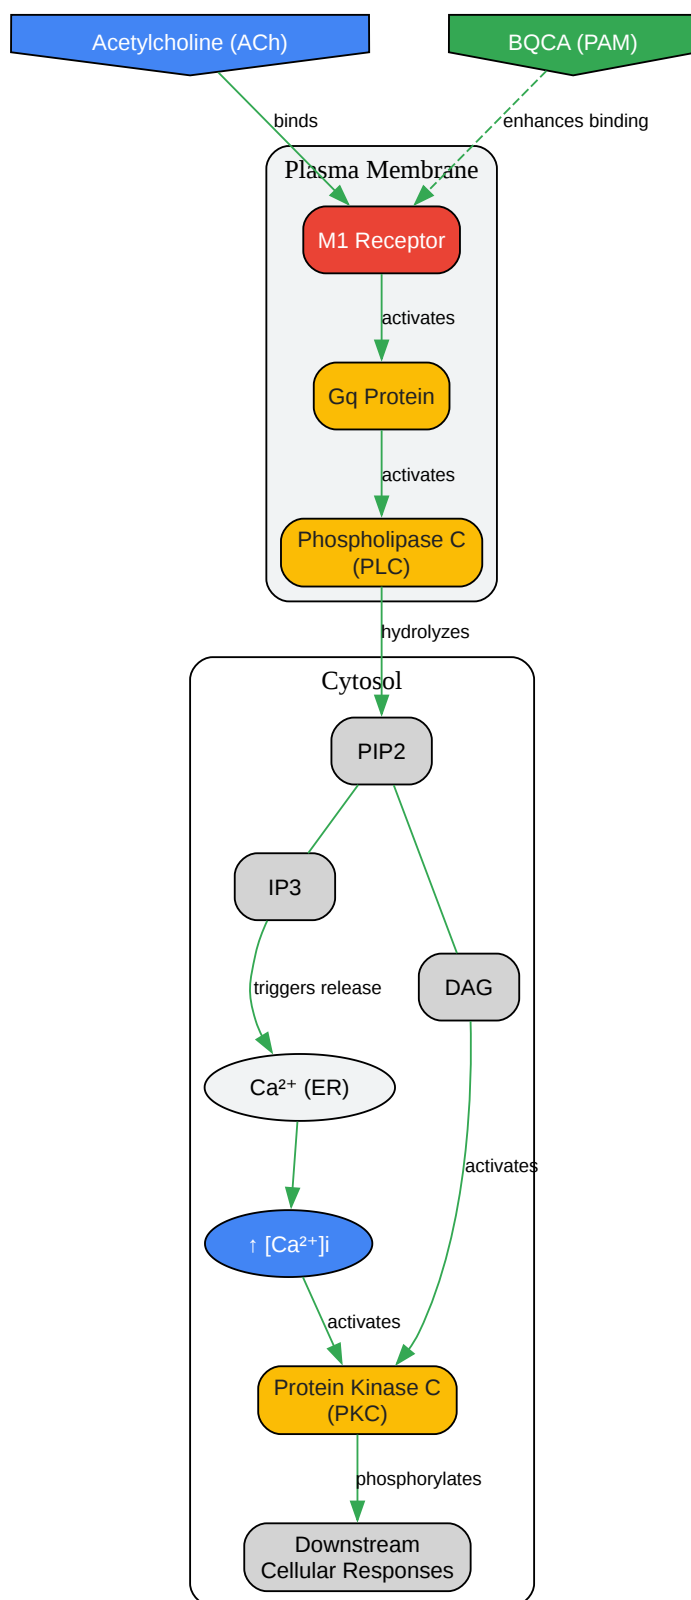 Acetylcholine (ACh)
BQCA (PAM)
binds
enhances binding
Plasma Membrane
M1 Receptor
activates
Gq Protein
activates
Phospholipase C
(PLC)
hydrolyzes
Cytosol
PIP2
IP3
DAG
triggers release
Ca²⁺ (ER)
activates
↑ [Ca²⁺]i
activates
Protein Kinase C
(PKC)
phosphorylates
Downstream
Cellular Responses